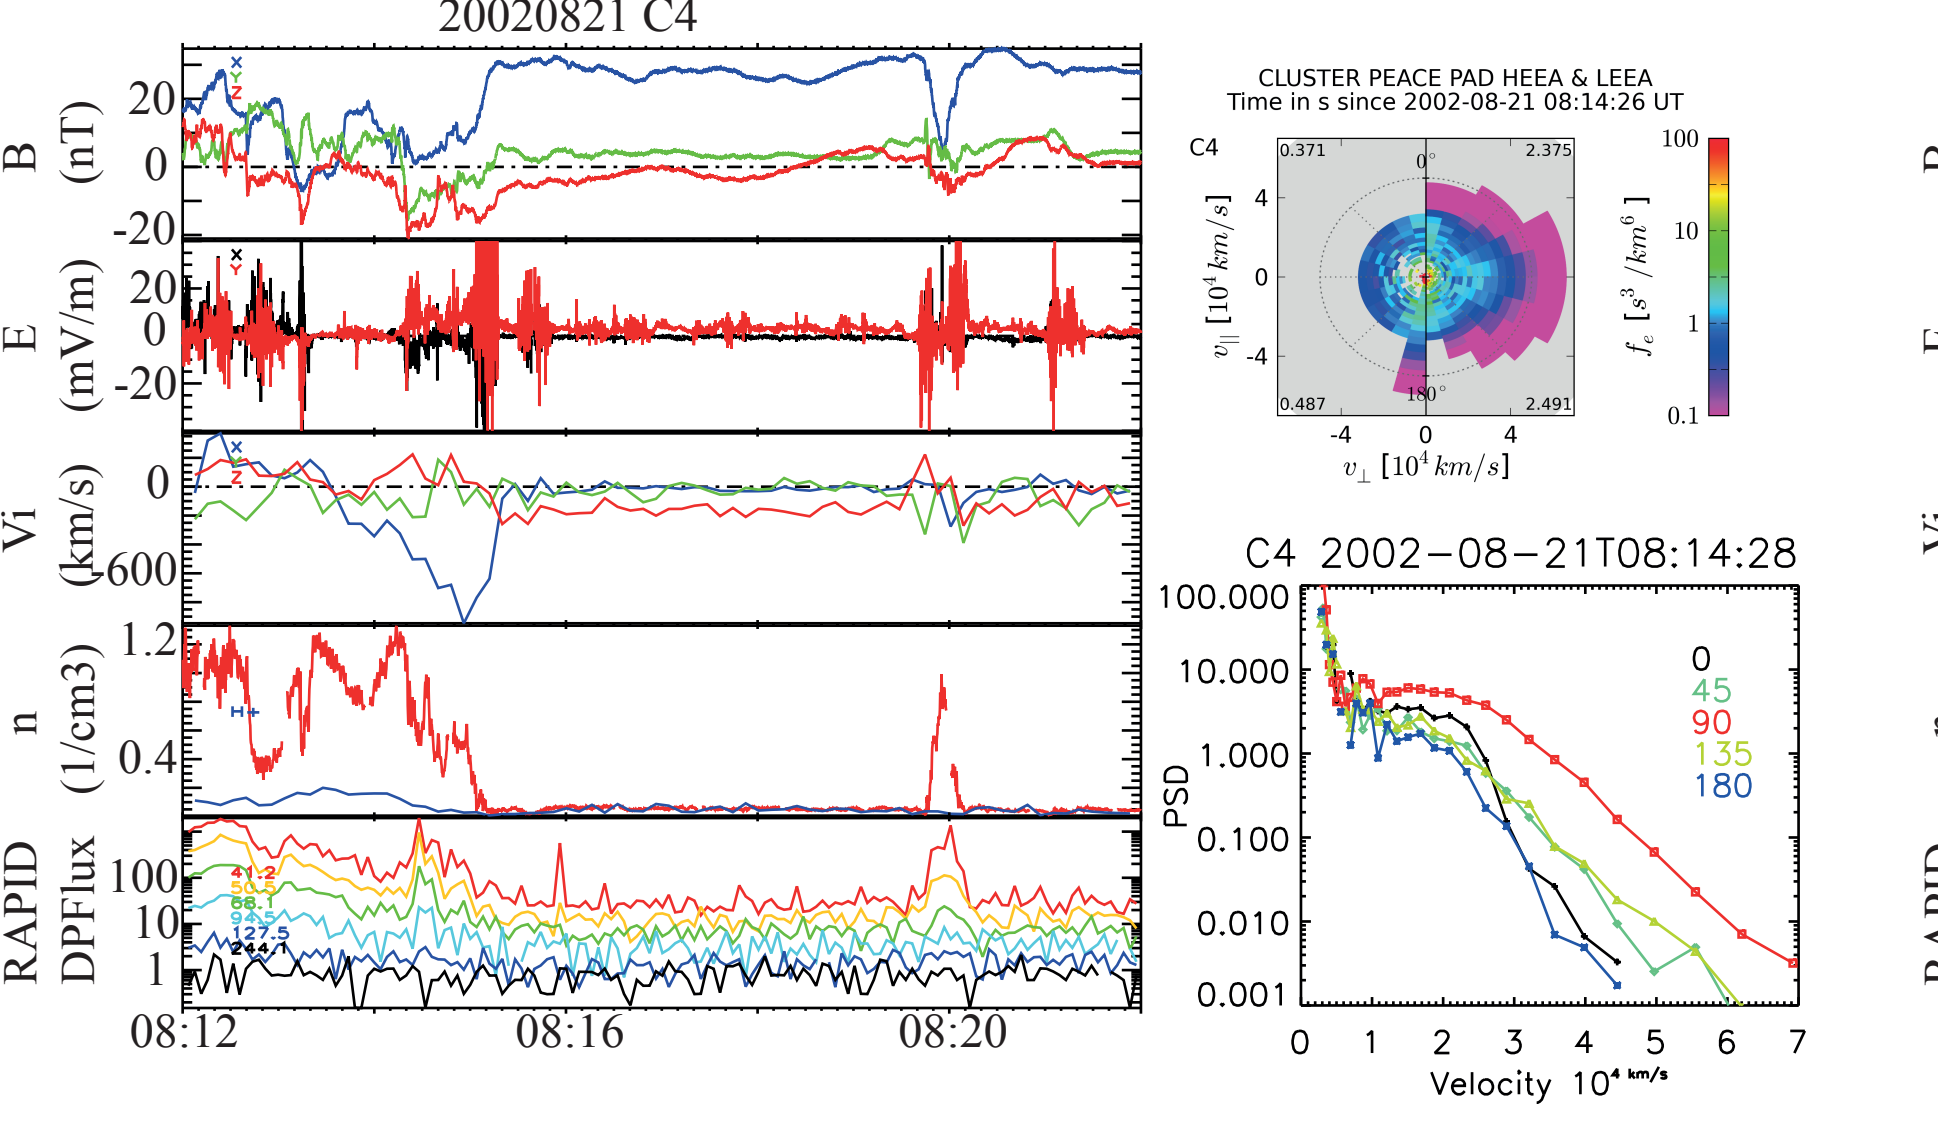 20020821 C4
B
(nT)
20
0
-20
X
Y
Z
E
(mV/m)
20
0
-20
X
Y
Vi
(km/s)
0
-600
X
Z
n
(1/cm3)
1.2
0.4
H+
RAPID
DPFlux
100
10
1
41.2
50.5
68.1
94.5
127.5
244.1
08:12
08:16
08:20
CLUSTER PEACE PAD HEEA & LEEA
Time in s since 2002-08-21 08:14:26 UT
C4
0.371
2.375
0°
180°
0.487
2.491
v∥ [10⁴ km/s]
4
0
-4
-4
0
4
v⊥ [10⁴ km/s]
fe [s³/km⁶]
100
10
1
0.1
C4 2002-08-21T08:14:28
PSD
100.000
10.000
1.000
0.100
0.010
0.001
0
45
90
135
180
0 1 2 3 4 5 6 7
Velocity 10⁴ km/s